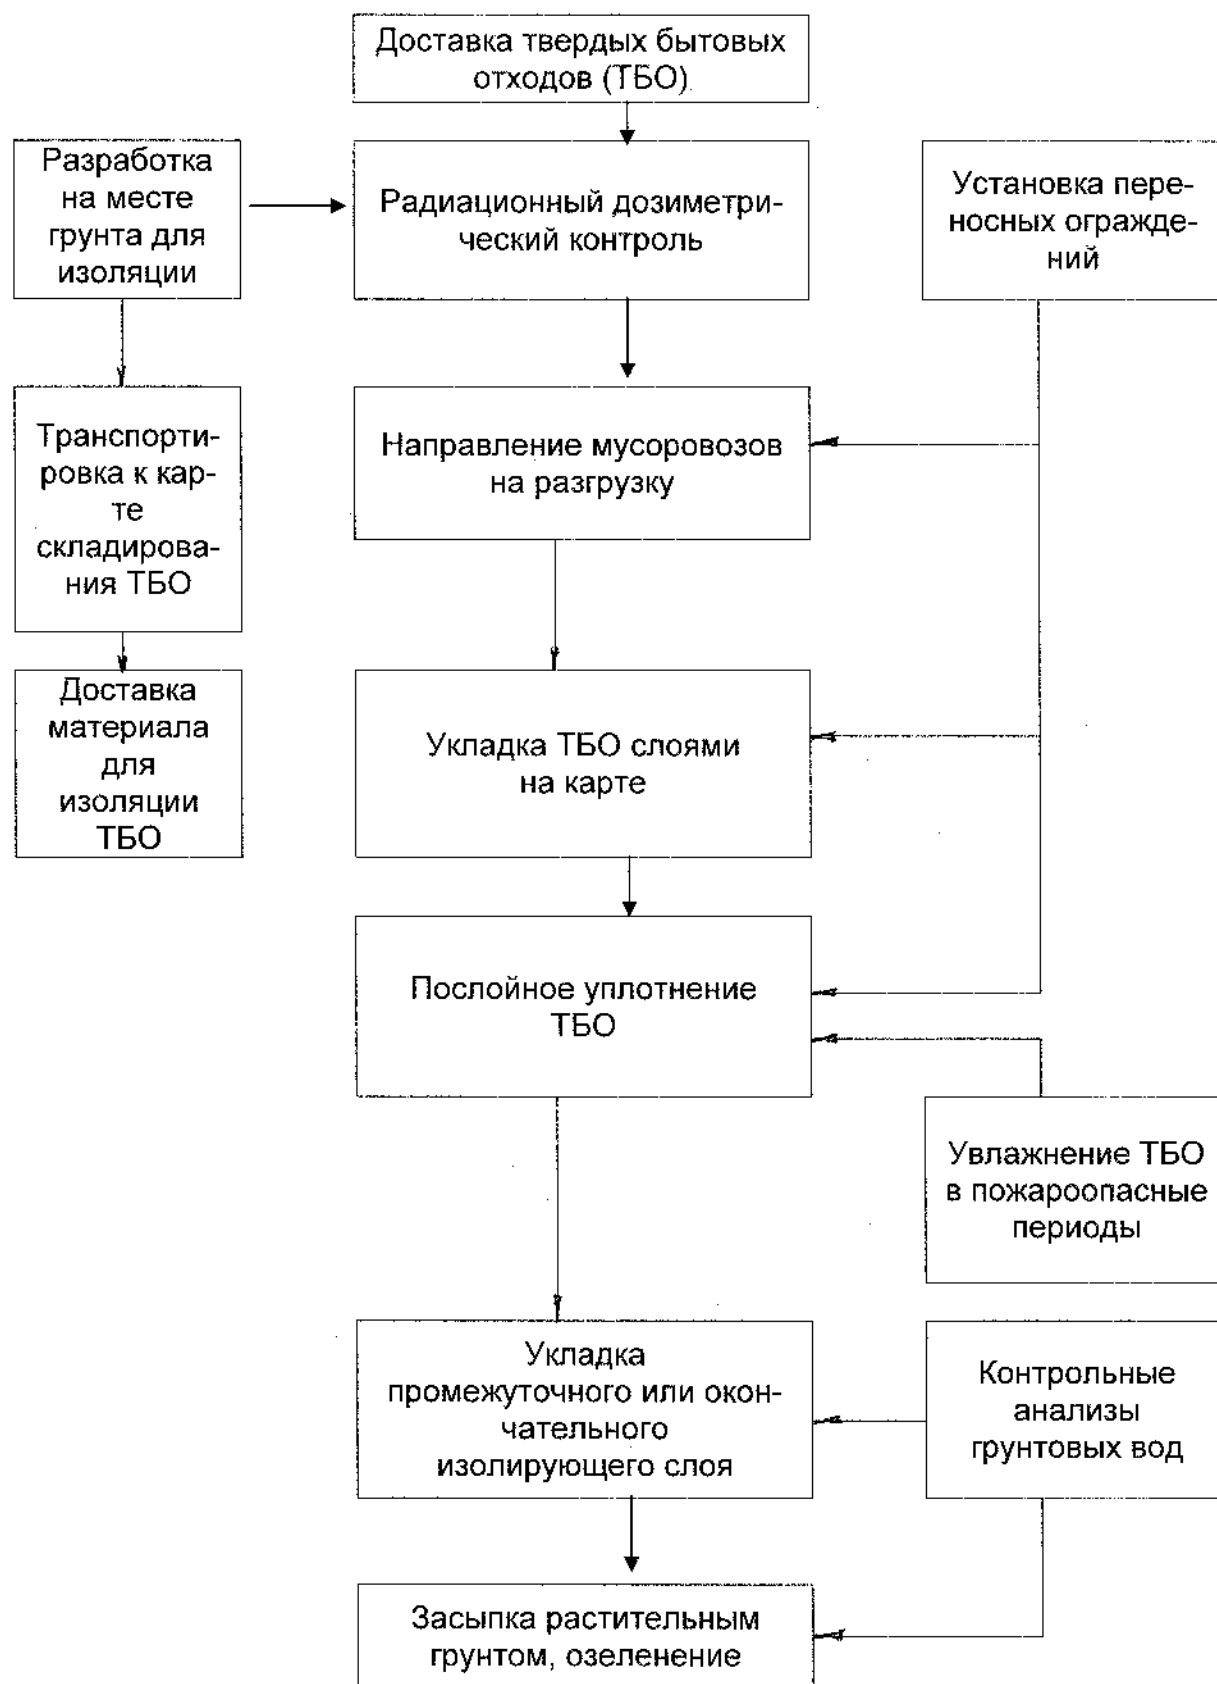 Доставка твердых бытовых
отходов (ТБО)
Разработка
на месте
грунта для
изоляции
Радиационный дозиметри-
ческий контроль
Установка пере-
носных огражде-
ний
Транспорти-
ровка к кар-
те
складирова-
ния ТБО
Направление мусоровозов
на разгрузку
Доставка
материала
для
изоляции
ТБО
Укладка ТБО слоями
на карте
Послойное уплотнение
ТБО
Увлажнение ТБО
в пожароопасные
периоды
Укладка
промежуточного или окон-
чательного
изолирующего слоя
Контрольные
анализы
грунтовых вод
Засыпка растительным
грунтом, озеленение